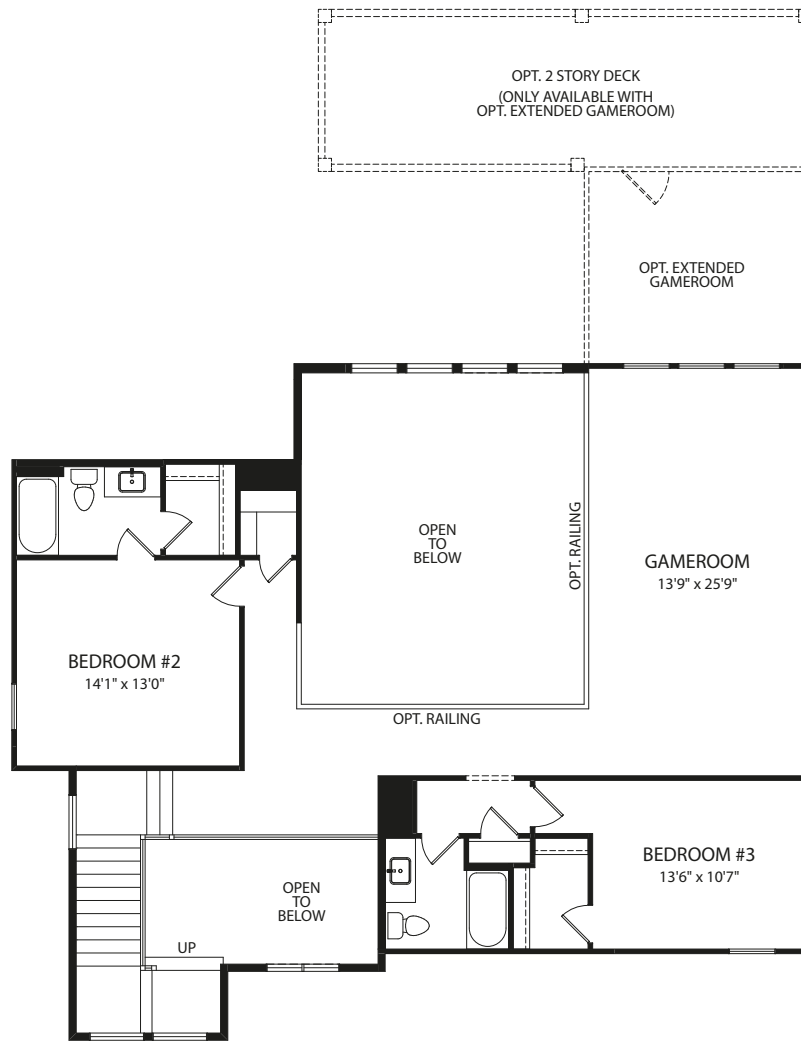 OPT. 2 STORY DECK
(ONLY AVAILABLE WITH
OPT. EXTENDED GAMEROOM)
OPT. EXTENDED
GAMEROOM
OPEN
TO
BELOW
OPT. RAILING
GAMEROOM
13'9" x 25'9"
BEDROOM #2
14'1" x 13'0"
OPT. RAILING
BEDROOM #3
13'6" x 10'7"
OPEN
TO
BELOW
UP